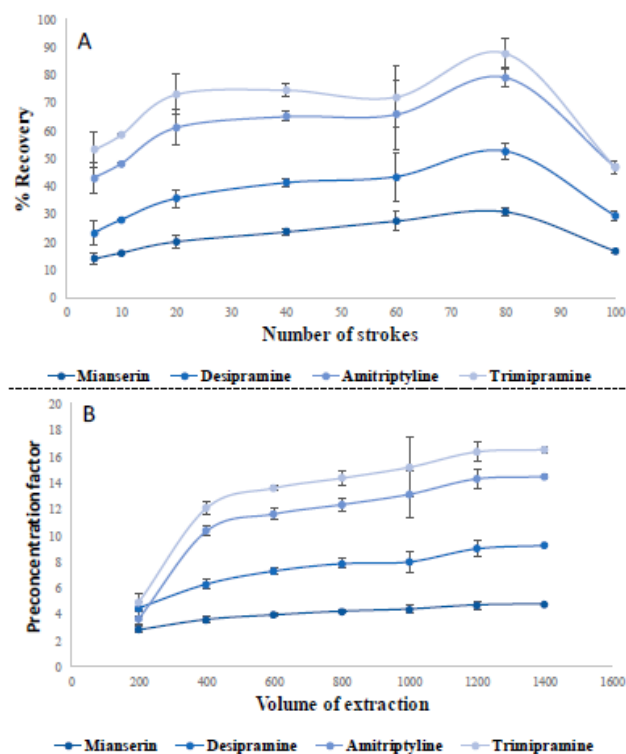 A
% Recovery
100
90
80
70
60
50
40
30
20
10
0
0 10 20 30 40 50 60 70 80 90 100
Number of strokes
Mianserin Desipramine Amitriptyline Trimipramine
B
Preconcentration factor
20
18
16
14
12
10
8
6
4
2
0
0 200 400 600 800 1000 1200 1400 1600
Volume of extraction
Mianserin Desipramine Amitriptyline Trimipramine